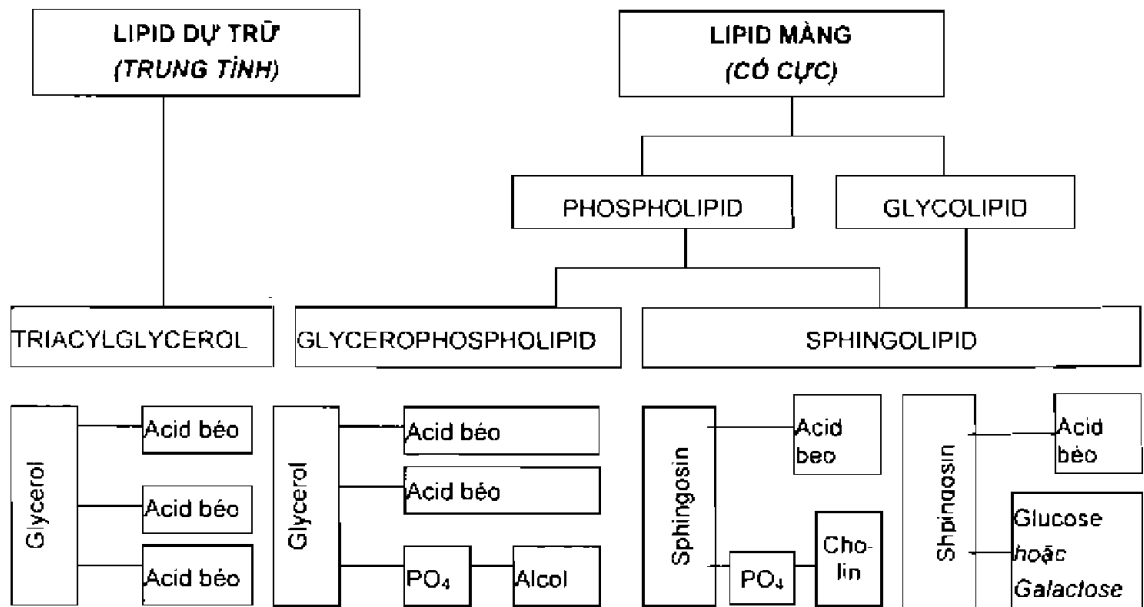 LIPID DỰ TRỮ
(TRUNG TÍNH)
LIPID MÀNG
(CÓ CỰC)
PHOSPHOLIPID
GLYCOLIPID
TRIACYLGLYCEROL
GLYCEROPHOSPHOLIPID
SPHINGOLIPID
Glycerol
Acid béo
Acid béo
Acid béo
Glycerol
Acid béo
Acid béo
PO₄
Alcol
Sphingosin
Acid
beo
PO₄
Cho-
lin
Shpingosin
Acid
béo
Glucose
hoặc
Galactose